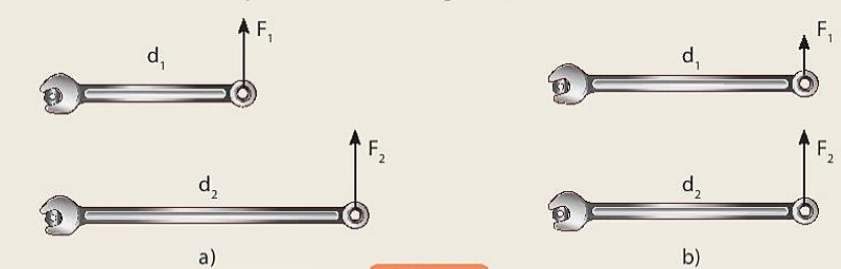 F₁
d₁
F₂
d₂
a)
F₁
d₁
F₂
d₂
b)